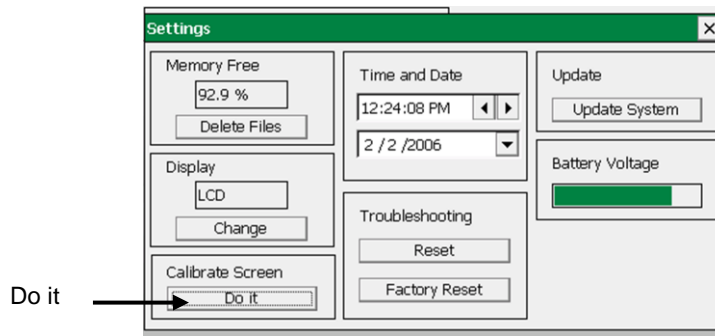 Settings
Memory Free
92.9 %
Delete Files
Display
LCD
Change
Calibrate Screen
Do it
Time and Date
12:24:08 PM
2 / 2 /2006
Troubleshooting
Reset
Factory Reset
Update
Update System
Battery Voltage
Do it